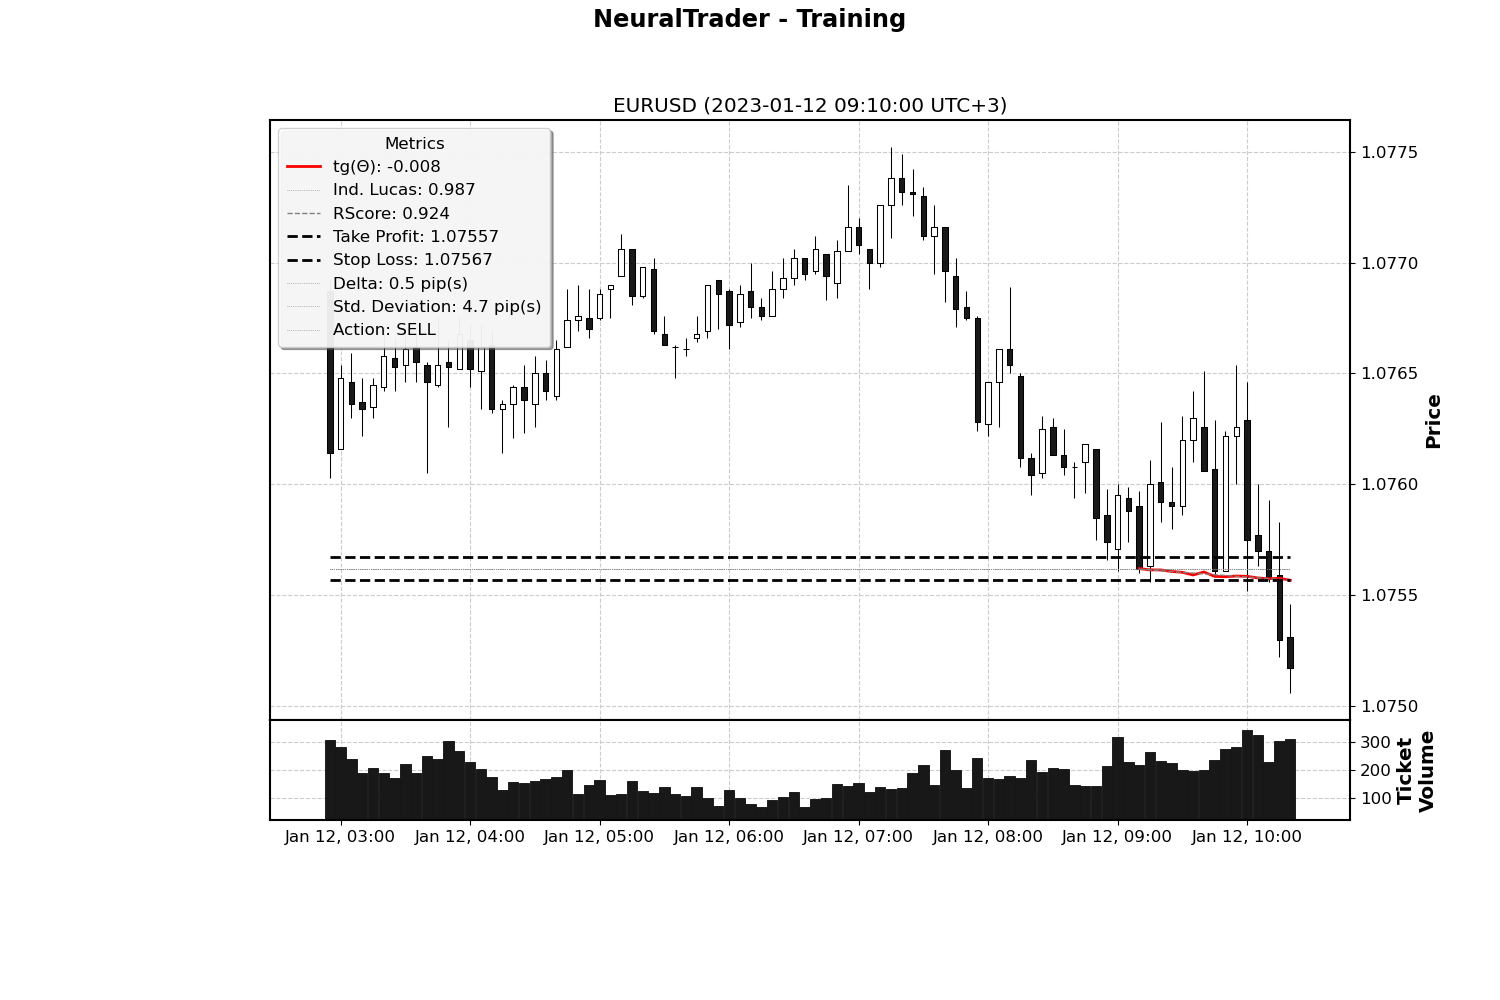 NeuralTrader - Training
EURUSD (2023-01-12 09:10:00 UTC+3)
Metrics
tg(Θ): -0.008
Ind. Lucas: 0.987
RScore: 0.924
Take Profit: 1.07557
Stop Loss: 1.07567
Delta: 0.5 pip(s)
Std. Deviation: 4.7 pip(s)
Action: SELL
1.0775
1.0770
1.0765
1.0760
1.0755
1.0750
Price
300
200
100
Ticket
Volume
Jan 12, 03:00
Jan 12, 04:00
Jan 12, 05:00
Jan 12, 06:00
Jan 12, 07:00
Jan 12, 08:00
Jan 12, 09:00
Jan 12, 10:00